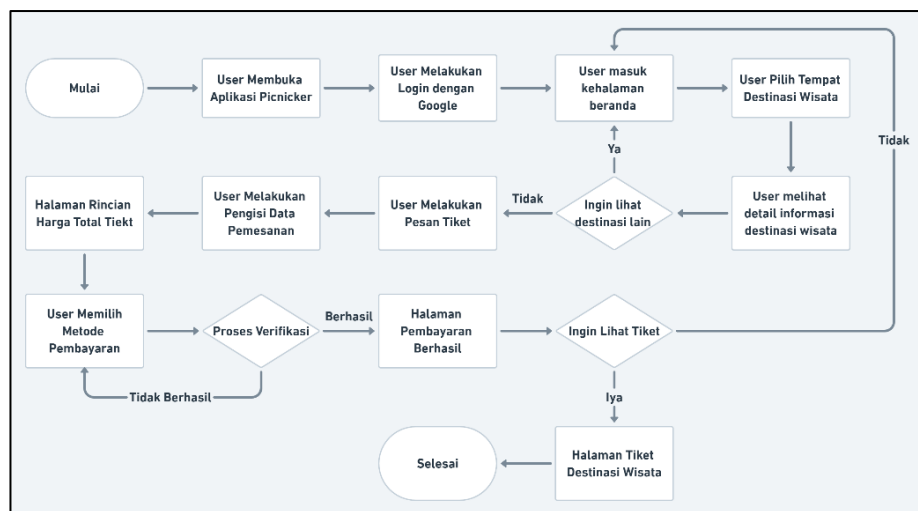 Mulai
User Membuka
Aplikasi Picnicker
User Melakukan
Login dengan
Google
User masuk
kehalaman
beranda
User Pilih Tempat
Destinasi Wisata
Tidak
Ya
User melihat
detail informasi
destinasi wisata
Ingin lihat
destinasi lain
Tidak
User Melakukan
Pesan Tiket
User Melakukan
Pengisi Data
Pemesanan
Halaman Rincian
Harga Total Tiekt
User Memilih
Metode
Pembayaran
Proses Verifikasi
Tidak Berhasil
Berhasil
Halaman
Pembayaran
Berhasil
Ingin Lihat Tiket
Iya
Halaman Tiket
Destinasi Wisata
Selesai